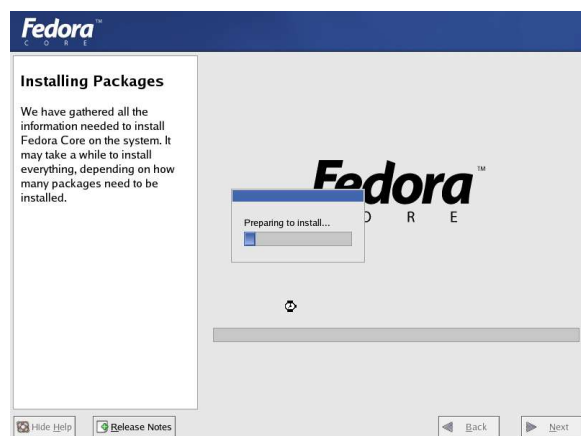 Fedora™
C O R E
Installing Packages
We have gathered all the
information needed to install
Fedora Core on the system. It
may take a while to install
everything, depending on how
many packages need to be
installed.
Fedora™
O R E
Preparing to install...
Hide Help
Release Notes
Back
Next